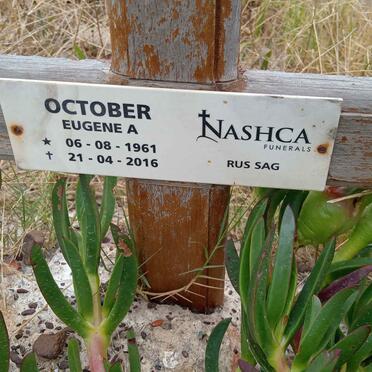 OCTOBER
EUGENE A
★ 06 - 08 - 1961
✝ 21 - 04 - 2016
NASHCA
FUNERALS
RUS SAG